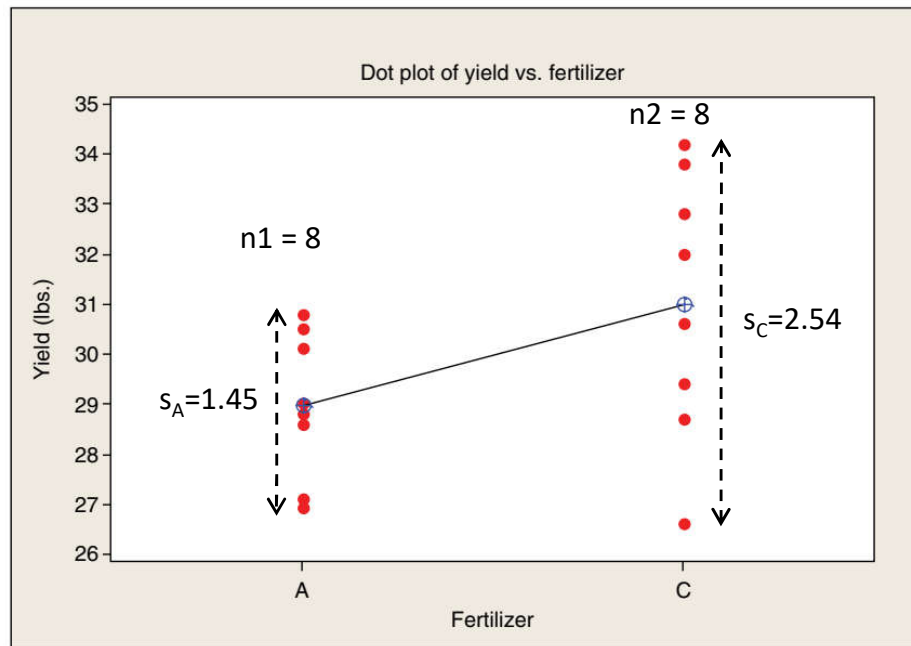 Dot plot of yield vs. fertilizer
35
34
33
32
31
30
29
28
27
26
Yield (lbs.)
n1 = 8
n2 = 8
sA=1.45
sC=2.54
A
C
Fertilizer